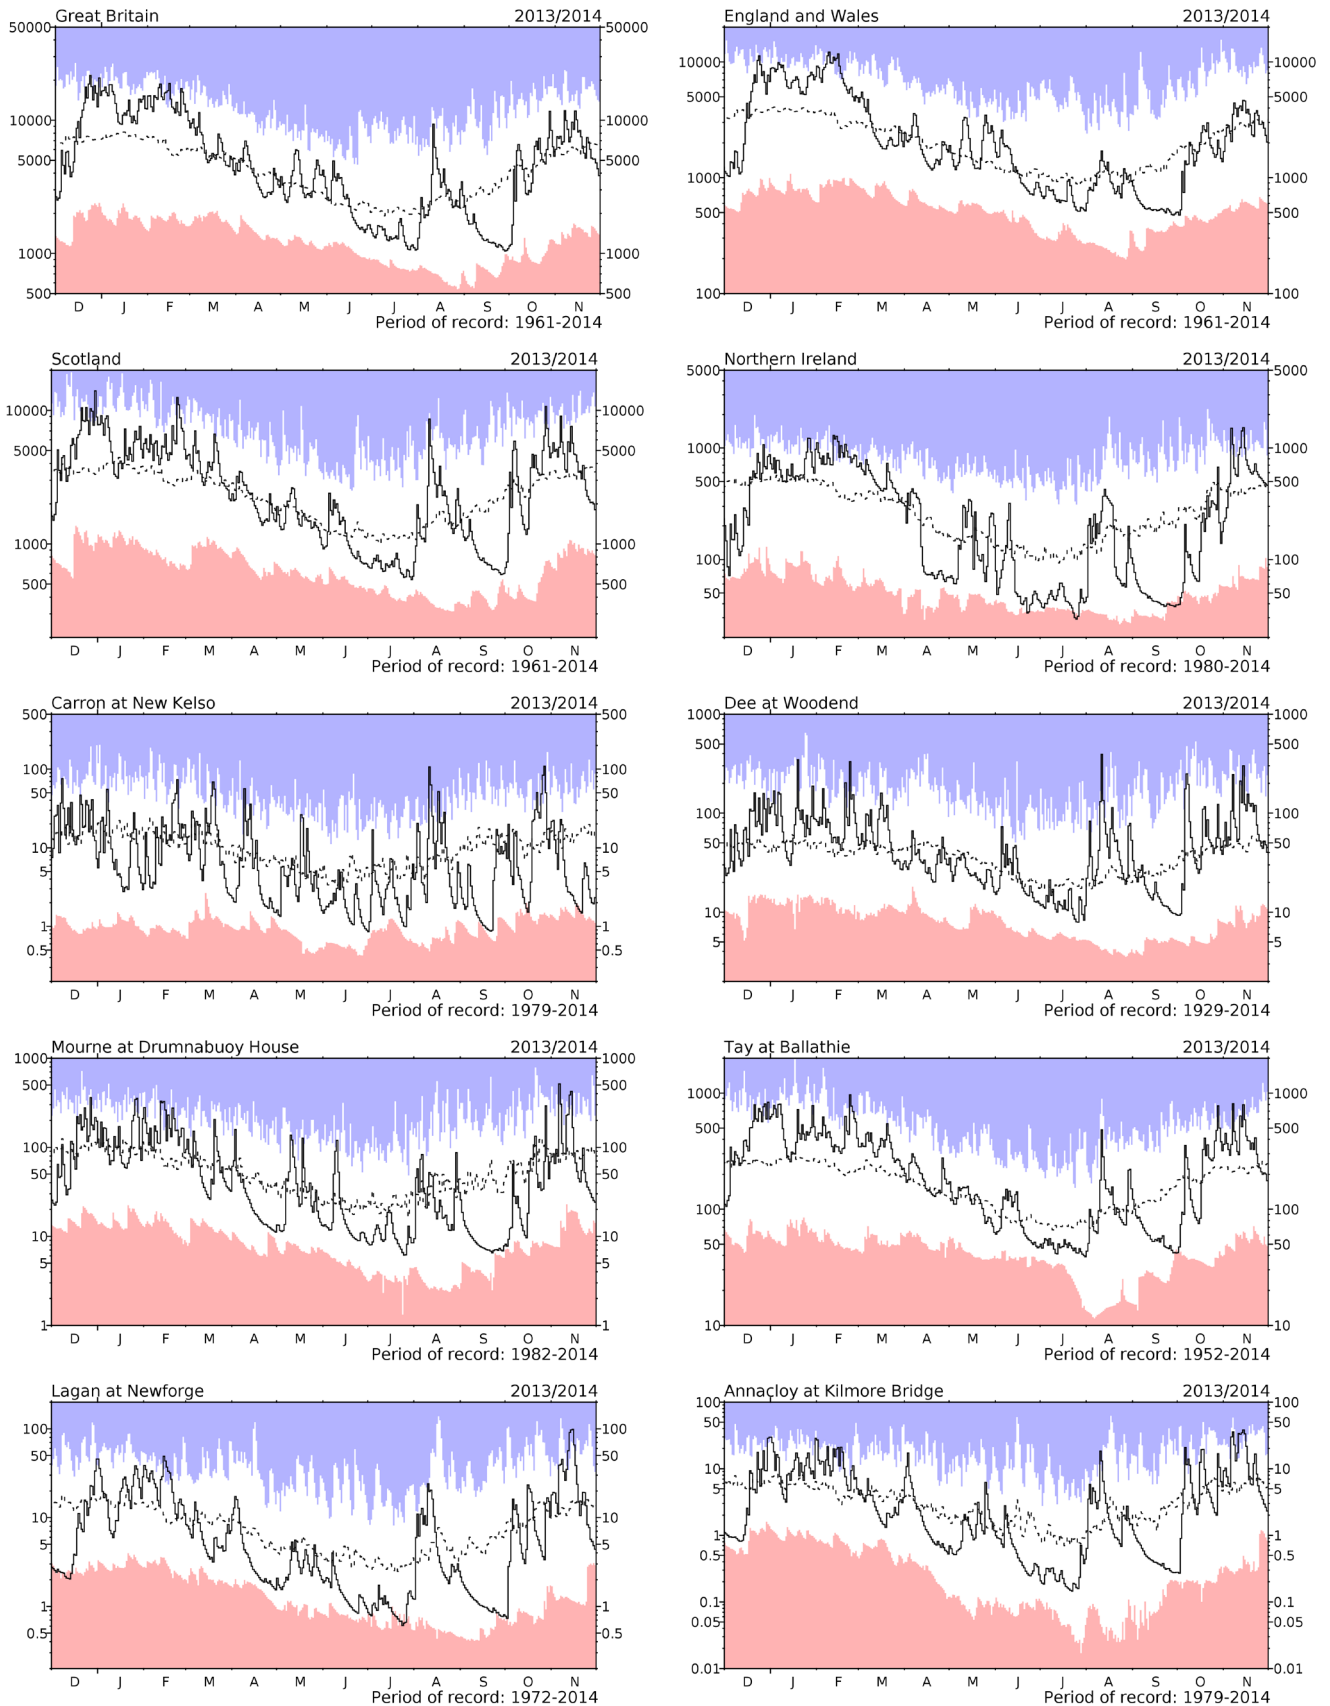 Great Britain 2013/2014
50000 50000
10000 10000
5000 5000
1000 1000
500 500
D J F M A M J J A S O N
Period of record: 1961-2014
England and Wales 2013/2014
10000 10000
5000 5000
1000 1000
500 500
100 100
D J F M A M J J A S O N
Period of record: 1961-2014
Scotland 2013/2014
10000 10000
5000 5000
1000 1000
500 500
D J F M A M J J A S O N
Period of record: 1961-2014
Northern Ireland 2013/2014
5000 5000
1000 1000
500 500
100 100
50 50
D J F M A M J J A S O N
Period of record: 1980-2014
Carron at New Kelso 2013/2014
500 500
100 100
50 50
10 10
5 5
1 1
0.5 0.5
D J F M A M J J A S O N
Period of record: 1979-2014
Dee at Woodend 2013/2014
1000 1000
500 500
100 100
50 50
10 10
5 5
D J F M A M J J A S O N
Period of record: 1929-2014
Mourne at Drumnabuoy House 2013/2014
1000 1000
500 500
100 100
50 50
10 10
5 5
1 1
D J F M A M J J A S O N
Period of record: 1982-2014
Tay at Ballathie 2013/2014
1000 1000
500 500
100 100
50 50
10 10
D J F M A M J J A S O N
Period of record: 1952-2014
Lagan at Newforge 2013/2014
100 100
50 50
10 10
5 5
1 1
0.5 0.5
D J F M A M J J A S O N
Period of record: 1972-2014
Annacloy at Kilmore Bridge 2013/2014
100 100
50 50
10 10
5 5
1 1
0.5 0.5
0.1 0.1
0.05 0.05
0.01 0.01
D J F M A M J J A S O N
Period of record: 1979-2014